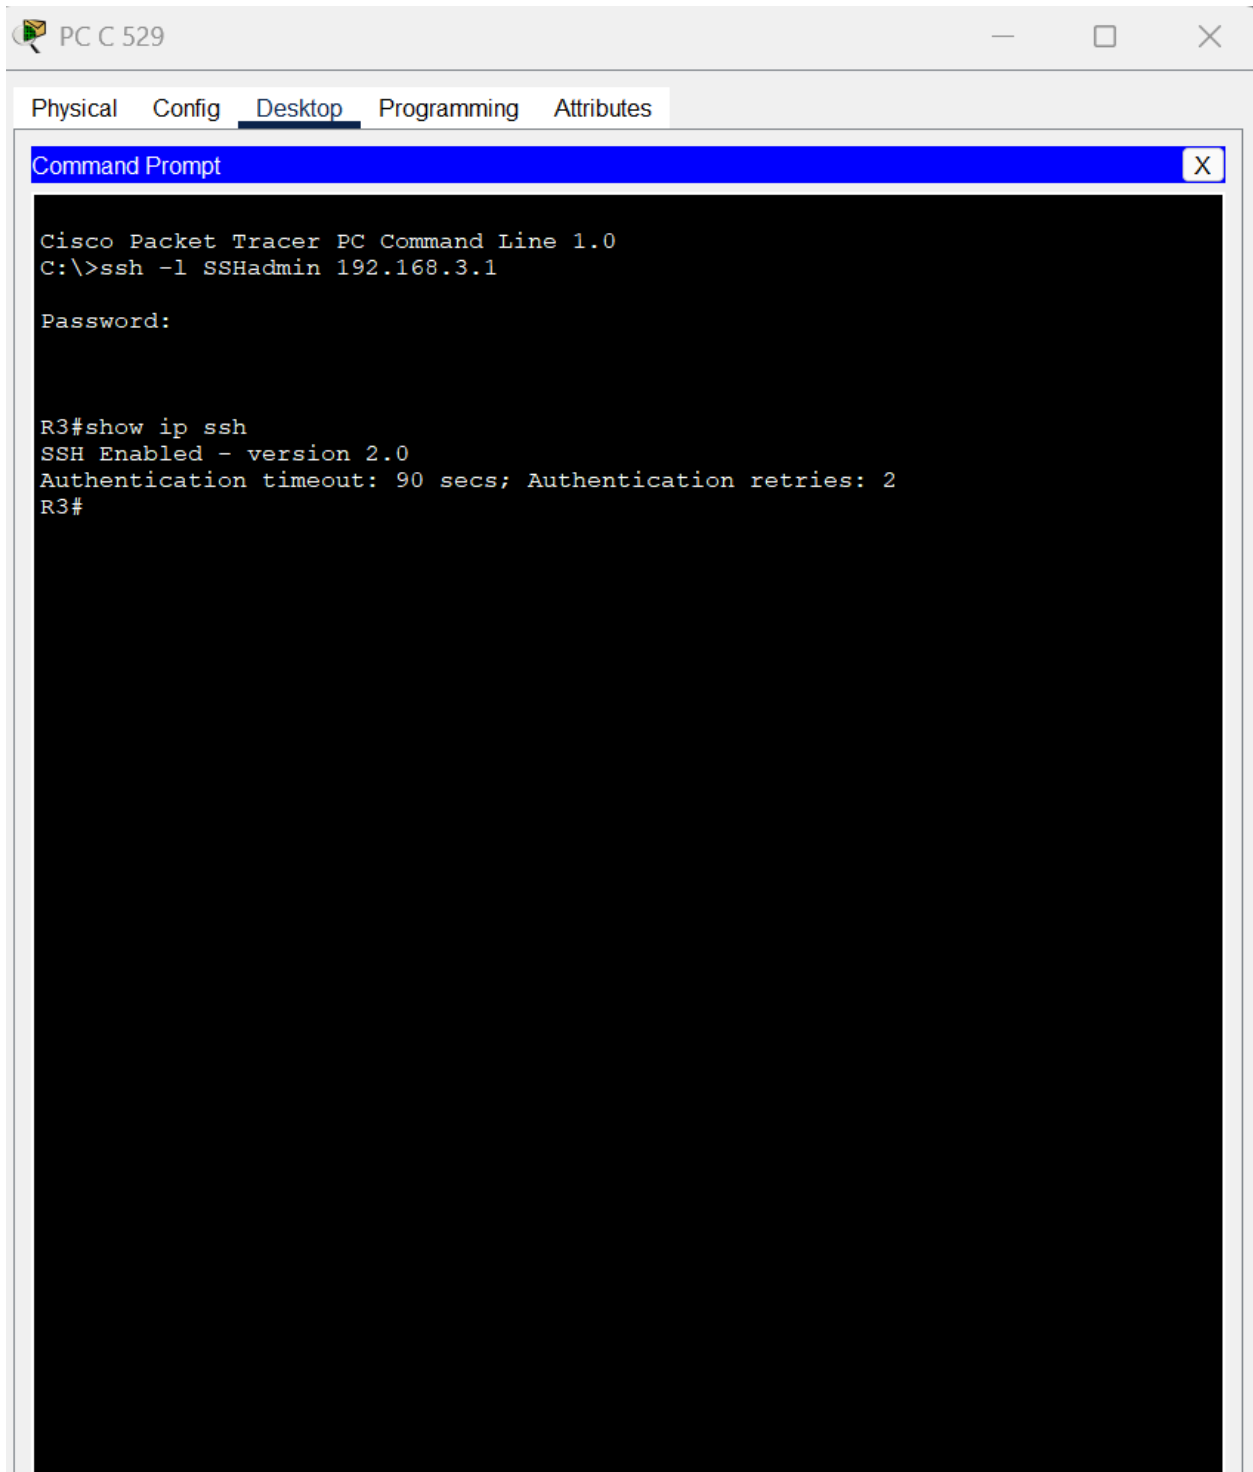 PC C 529
Physical Config Desktop Programming Attributes
Command Prompt X
Cisco Packet Tracer PC Command Line 1.0
C:\>ssh -l SSHadmin 192.168.3.1
Password:
R3#show ip ssh
SSH Enabled - version 2.0
Authentication timeout: 90 secs; Authentication retries: 2
R3#